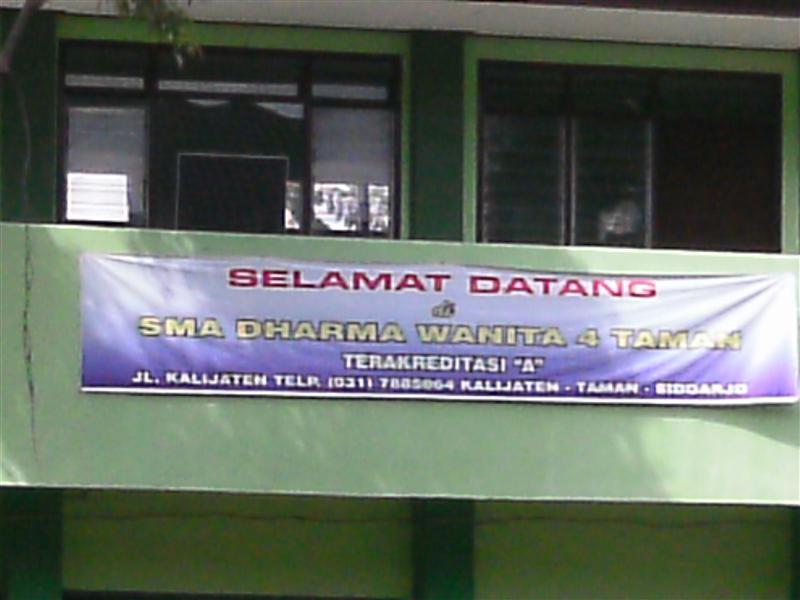 SELAMAT DATANG
di
SMA DHARMA WANITA 4 TAMAN
TERAKREDITASI "A"
JL. KALIJATEN TELP. (031) 7885064 KALIJATEN - TAMAN - SIDOARJO